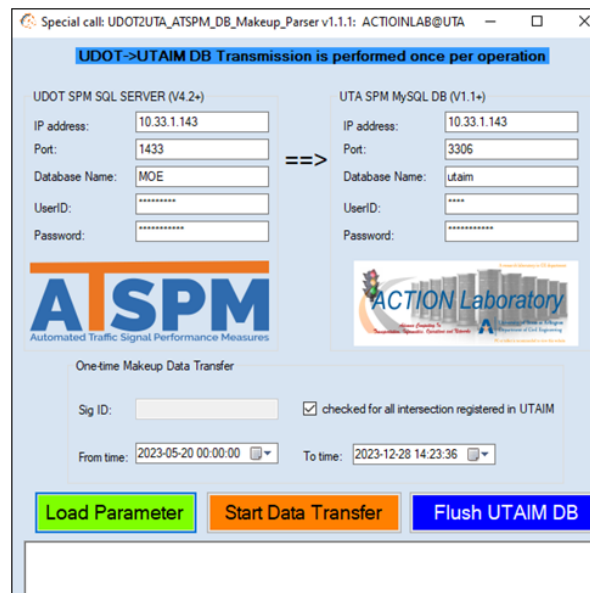 Special call: UDOT2UTA_ATSPM_DB_Makeup_Parser v1.1.1: ACTIOINLAB@UTA
UDOT->UTAIM DB Transmission is performed once per operation
UDOT SPM SQL SERVER (V4.2+)
IP address: 10.33.1.143
Port: 1433
Database Name: MOE
UserID: *********
Password: ***********
==>
UTA SPM MySQL DB (V1.1+)
IP address: 10.33.1.143
Port: 3306
Database Name: utaim
UserID: ****
Password: ***********
ATSPM
Automated Traffic Signal Performance Measures
ACTION Laboratory
One-time Makeup Data Transfer
Sig ID:
checked for all intersection registered in UTAIM
From time: 2023-05-20 00:00:00
To time: 2023-12-28 14:23:36
Load Parameter
Start Data Transfer
Flush UTAIM DB